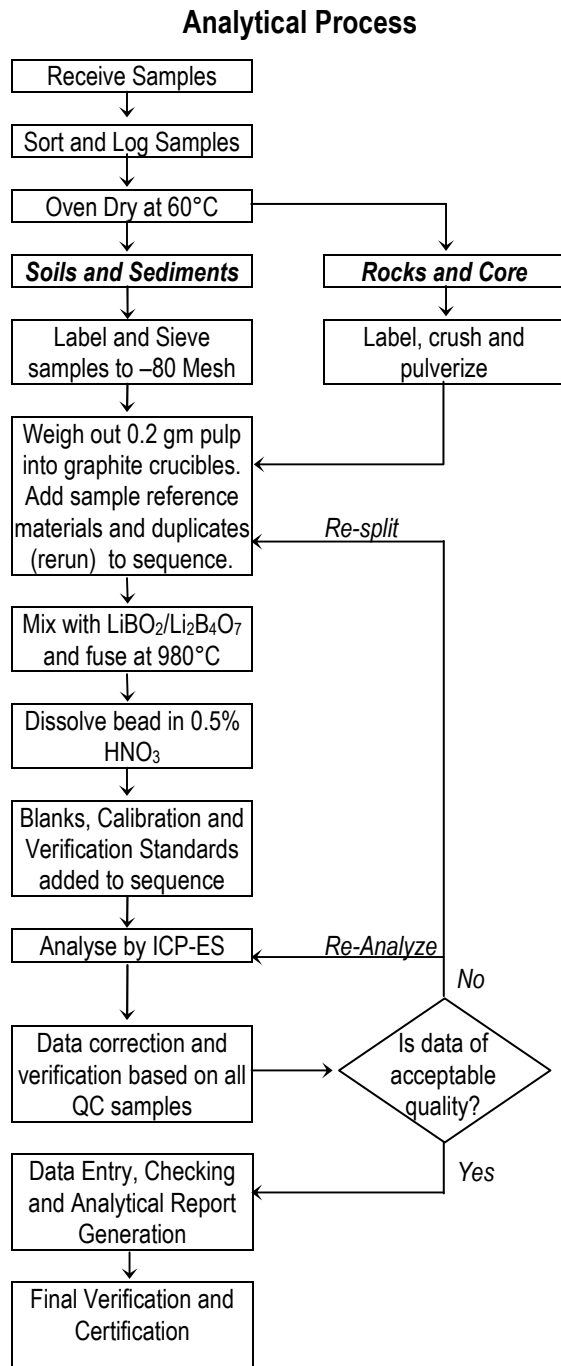 Analytical Process
Receive Samples
Sort and Log Samples
Oven Dry at 60°C
Soils and Sediments
Rocks and Core
Label and Sieve
samples to –80 Mesh
Label, crush and
pulverize
Weigh out 0.2 gm pulp
into graphite crucibles.
Add sample reference
materials and duplicates
(rerun) to sequence.
Re-split
Mix with LiBO₂/Li₂B₄O₇
and fuse at 980°C
Dissolve bead in 0.5%
HNO₃
Blanks, Calibration and
Verification Standards
added to sequence
Analyse by ICP-ES
Re-Analyze
No
Data correction and
verification based on all
QC samples
Is data of
acceptable
quality?
Yes
Data Entry, Checking
and Analytical Report
Generation
Final Verification and
Certification